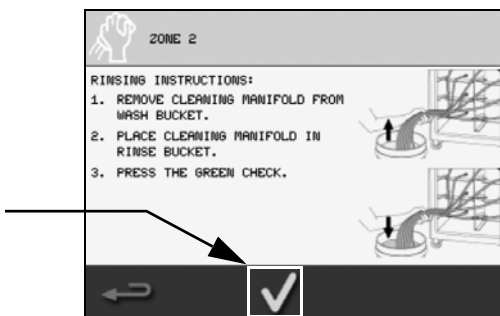 ZONE 2
RINSING INSTRUCTIONS:
1. REMOVE CLEANING MANIFOLD FROM
WASH BUCKET.
2. PLACE CLEANING MANIFOLD IN
RINSE BUCKET.
3. PRESS THE GREEN CHECK.